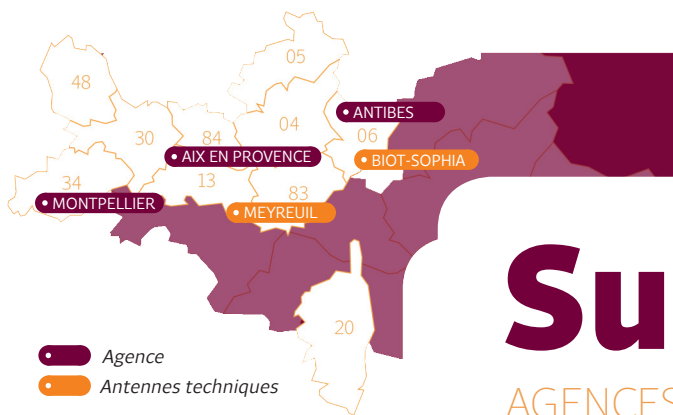 05
48
ANTIBES
04
30
84
06
AIX EN PROVENCE
BIOT-SOPHIA
34
13
83
MONTPELLIER
MEYREUIL
Su
20
Agence
Antennes techniques
AGENCES